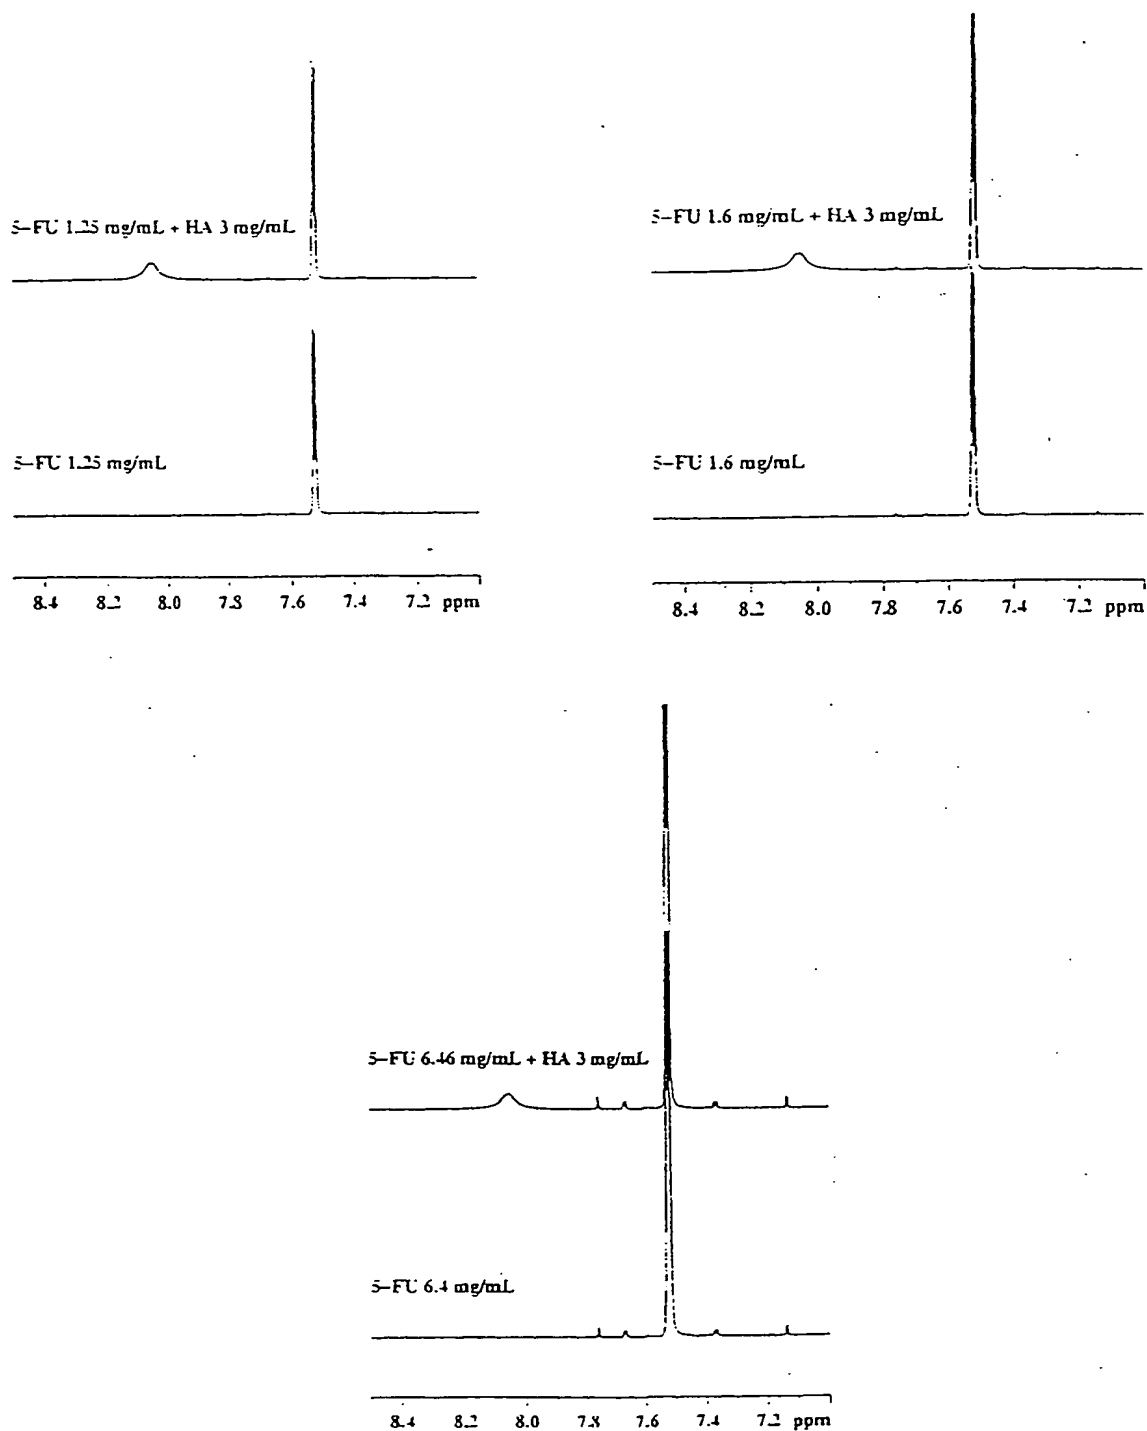 5-FU 1.25 mg/mL + HA 3 mg/mL
5-FU 1.25 mg/mL
8.4 8.2 8.0 7.8 7.6 7.4 7.2 ppm
5-FU 1.6 mg/mL + HA 3 mg/mL
5-FU 1.6 mg/mL
8.4 8.2 8.0 7.8 7.6 7.4 7.2 ppm
5-FU 6.46 mg/mL + HA 3 mg/mL
5-FU 6.4 mg/mL
8.4 8.2 8.0 7.8 7.6 7.4 7.2 ppm